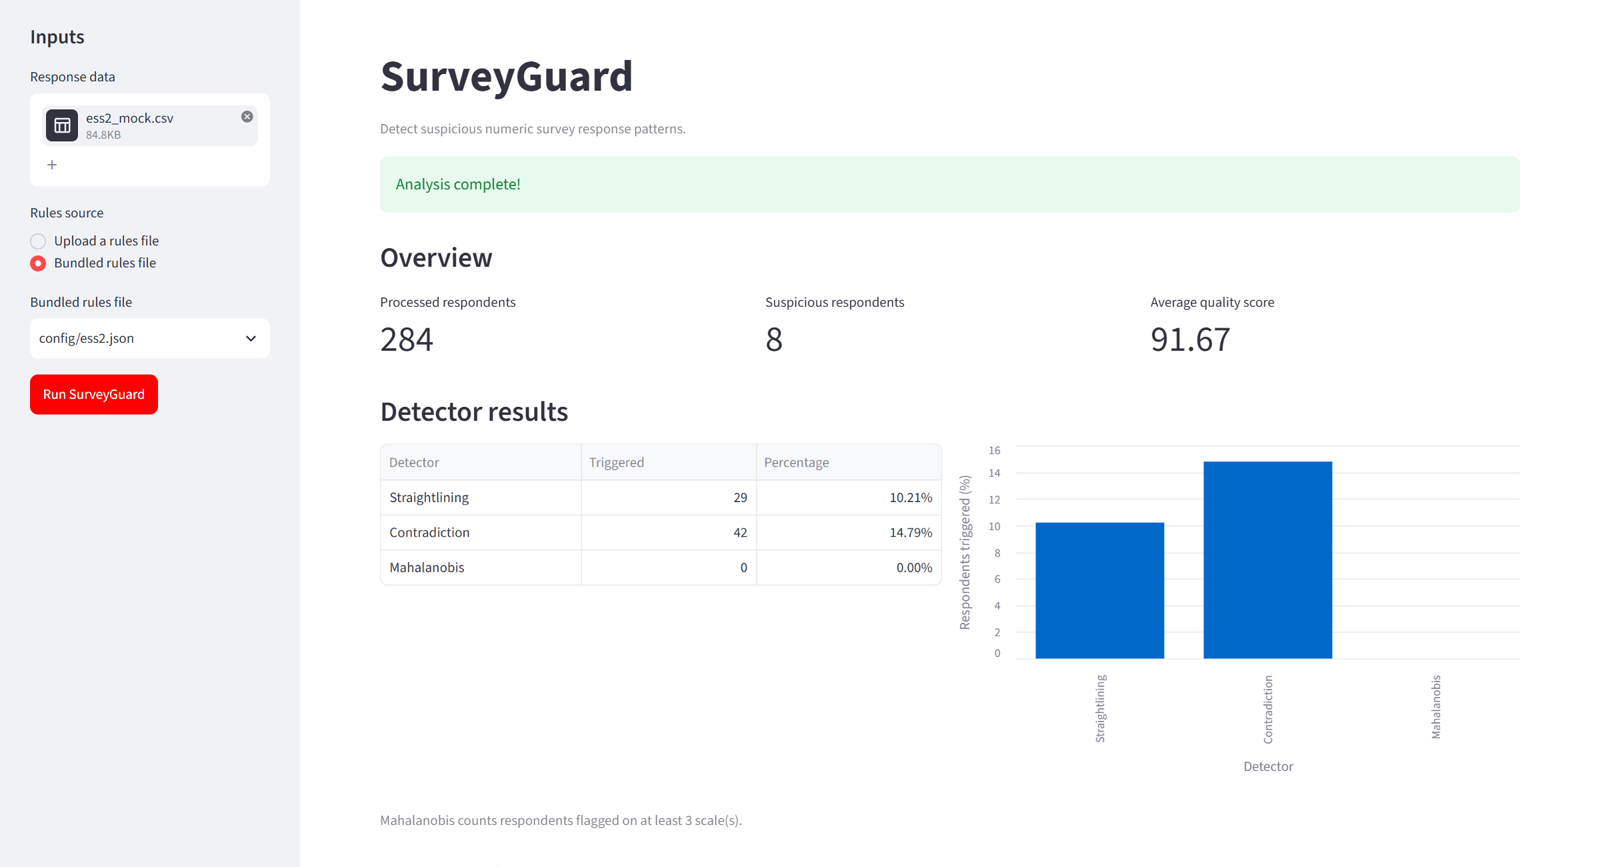 Inputs
Response data
ess2_mock.csv
84.8KB
+
Rules source
Upload a rules file
Bundled rules file
Bundled rules file
config/ess2.json
Run SurveyGuard
SurveyGuard
Detect suspicious numeric survey response patterns.
Analysis complete!
Overview
Processed respondents
284
Suspicious respondents
8
Average quality score
91.67
Detector results
Detector Triggered Percentage
Straightlining 29 10.21%
Contradiction 42 14.79%
Mahalanobis 0 0.00%
Respondents triggered (%)
16
14
12
10
8
6
4
2
0
Straightlining
Contradiction
Mahalanobis
Detector
Mahalanobis counts respondents flagged on at least 3 scale(s).